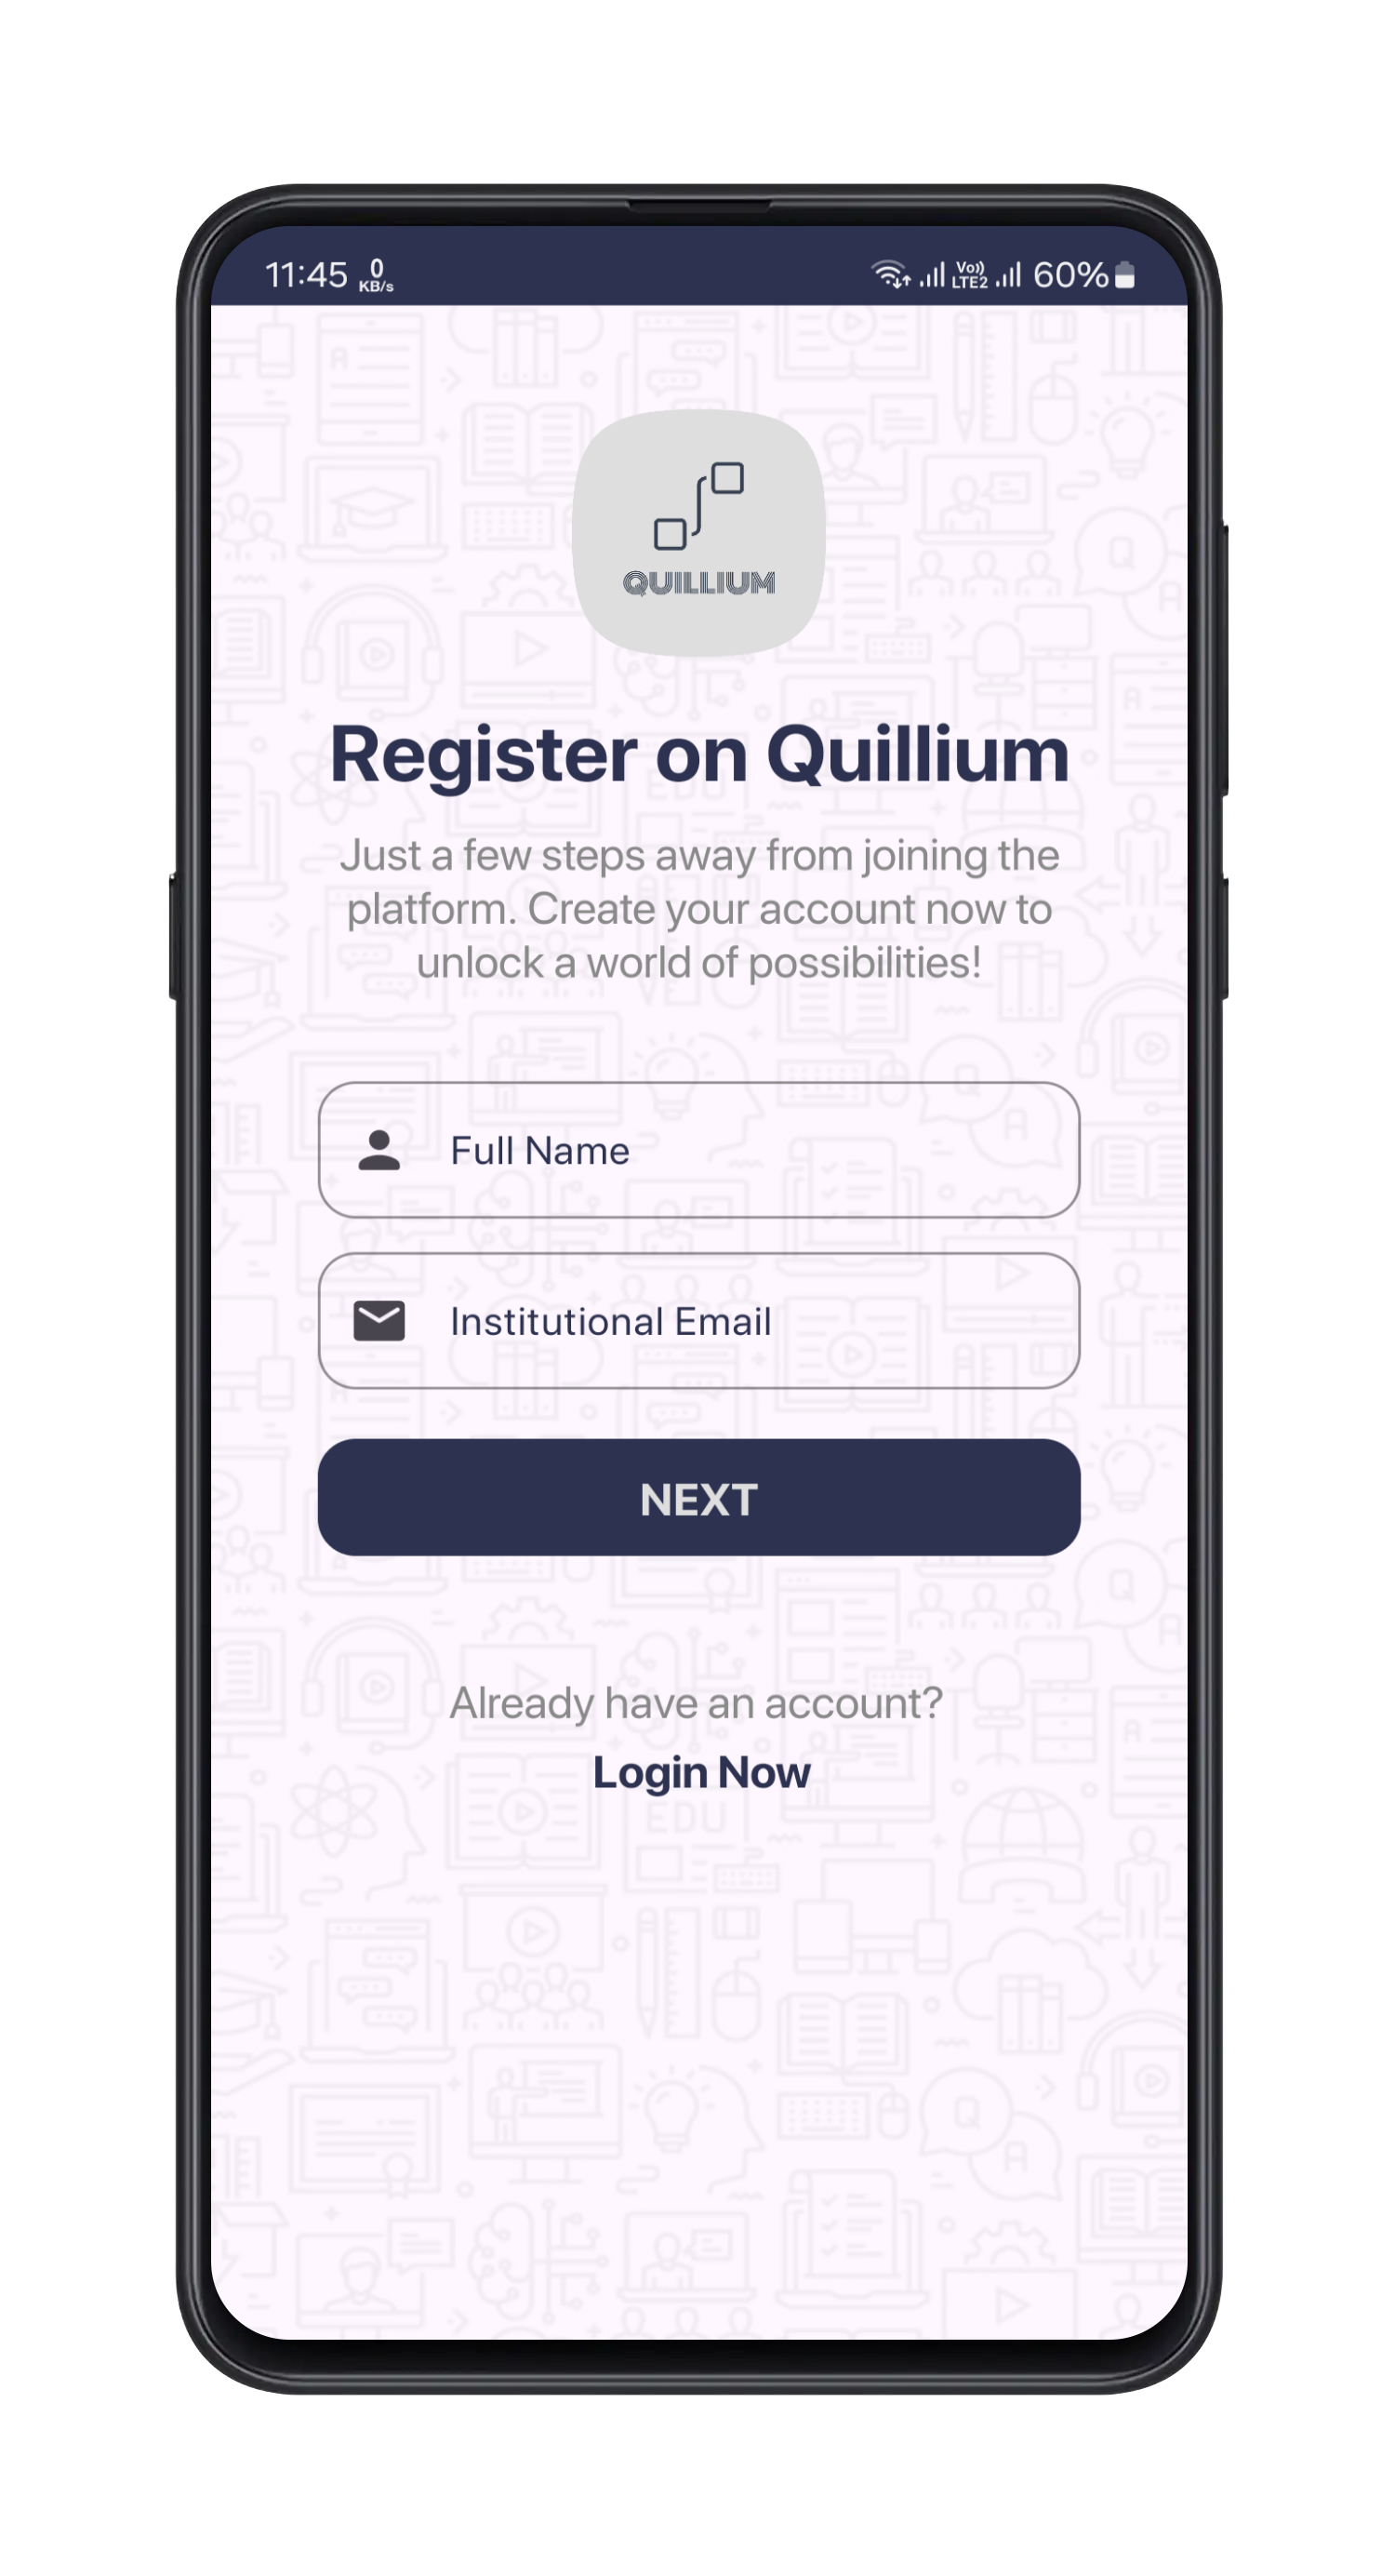 11:45 0 KB/s Vo)) LTE2 60%
QUILLIUM
Register on Quillium
Just a few steps away from joining the
platform. Create your account now to
unlock a world of possibilities!
Full Name
Institutional Email
NEXT
Already have an account?
Login Now
EDU